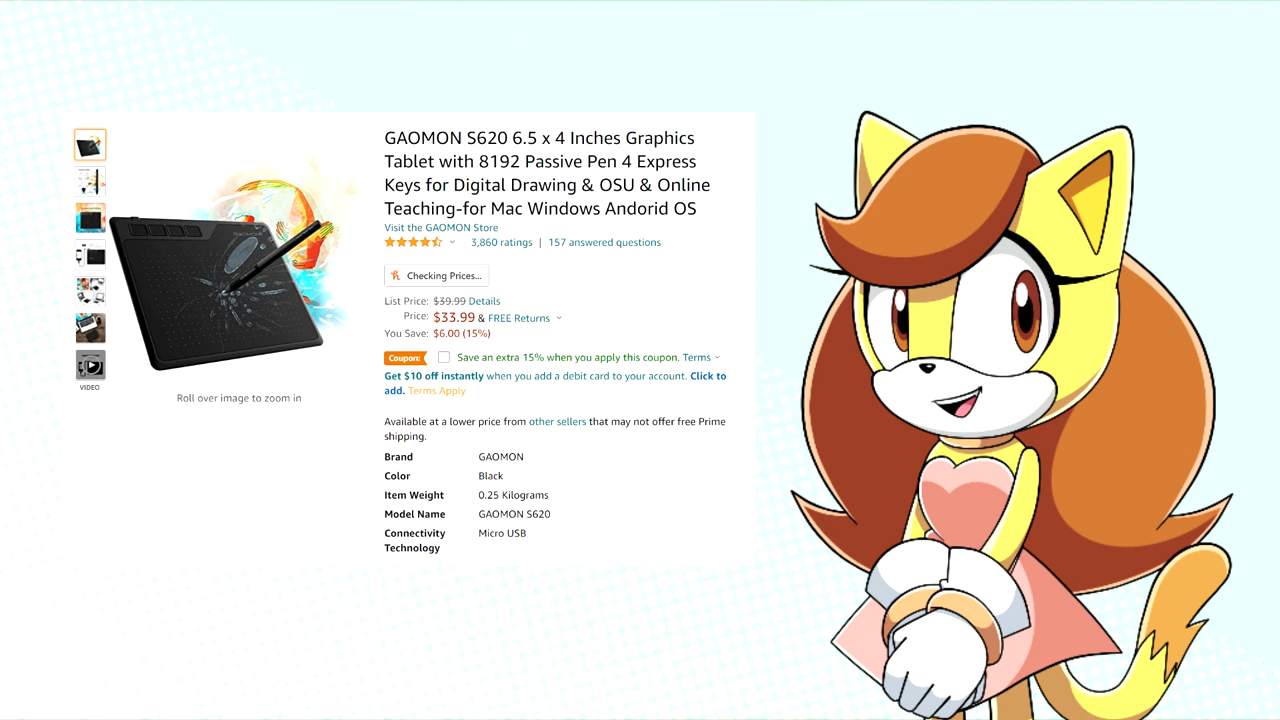 GAOMON S620 6.5 x 4 Inches Graphics
Tablet with 8192 Passive Pen 4 Express
Keys for Digital Drawing & OSU & Online
Teaching-for Mac Windows Andorid OS
Visit the GAOMON Store
3,860 ratings | 157 answered questions
Checking Prices...
List Price: $39.99 Details
Price: $33.99 & FREE Returns
You Save: $6.00 (15%)
Coupon: Save an extra 15% when you apply this coupon. Terms
Get $10 off instantly when you add a debit card to your account. Click to
add. Terms Apply
Available at a lower price from other sellers that may not offer free Prime
shipping.
Brand GAOMON
Color Black
Item Weight 0.25 Kilograms
Model Name GAOMON S620
Connectivity Micro USB
Technology
VIDEO
Roll over image to zoom in